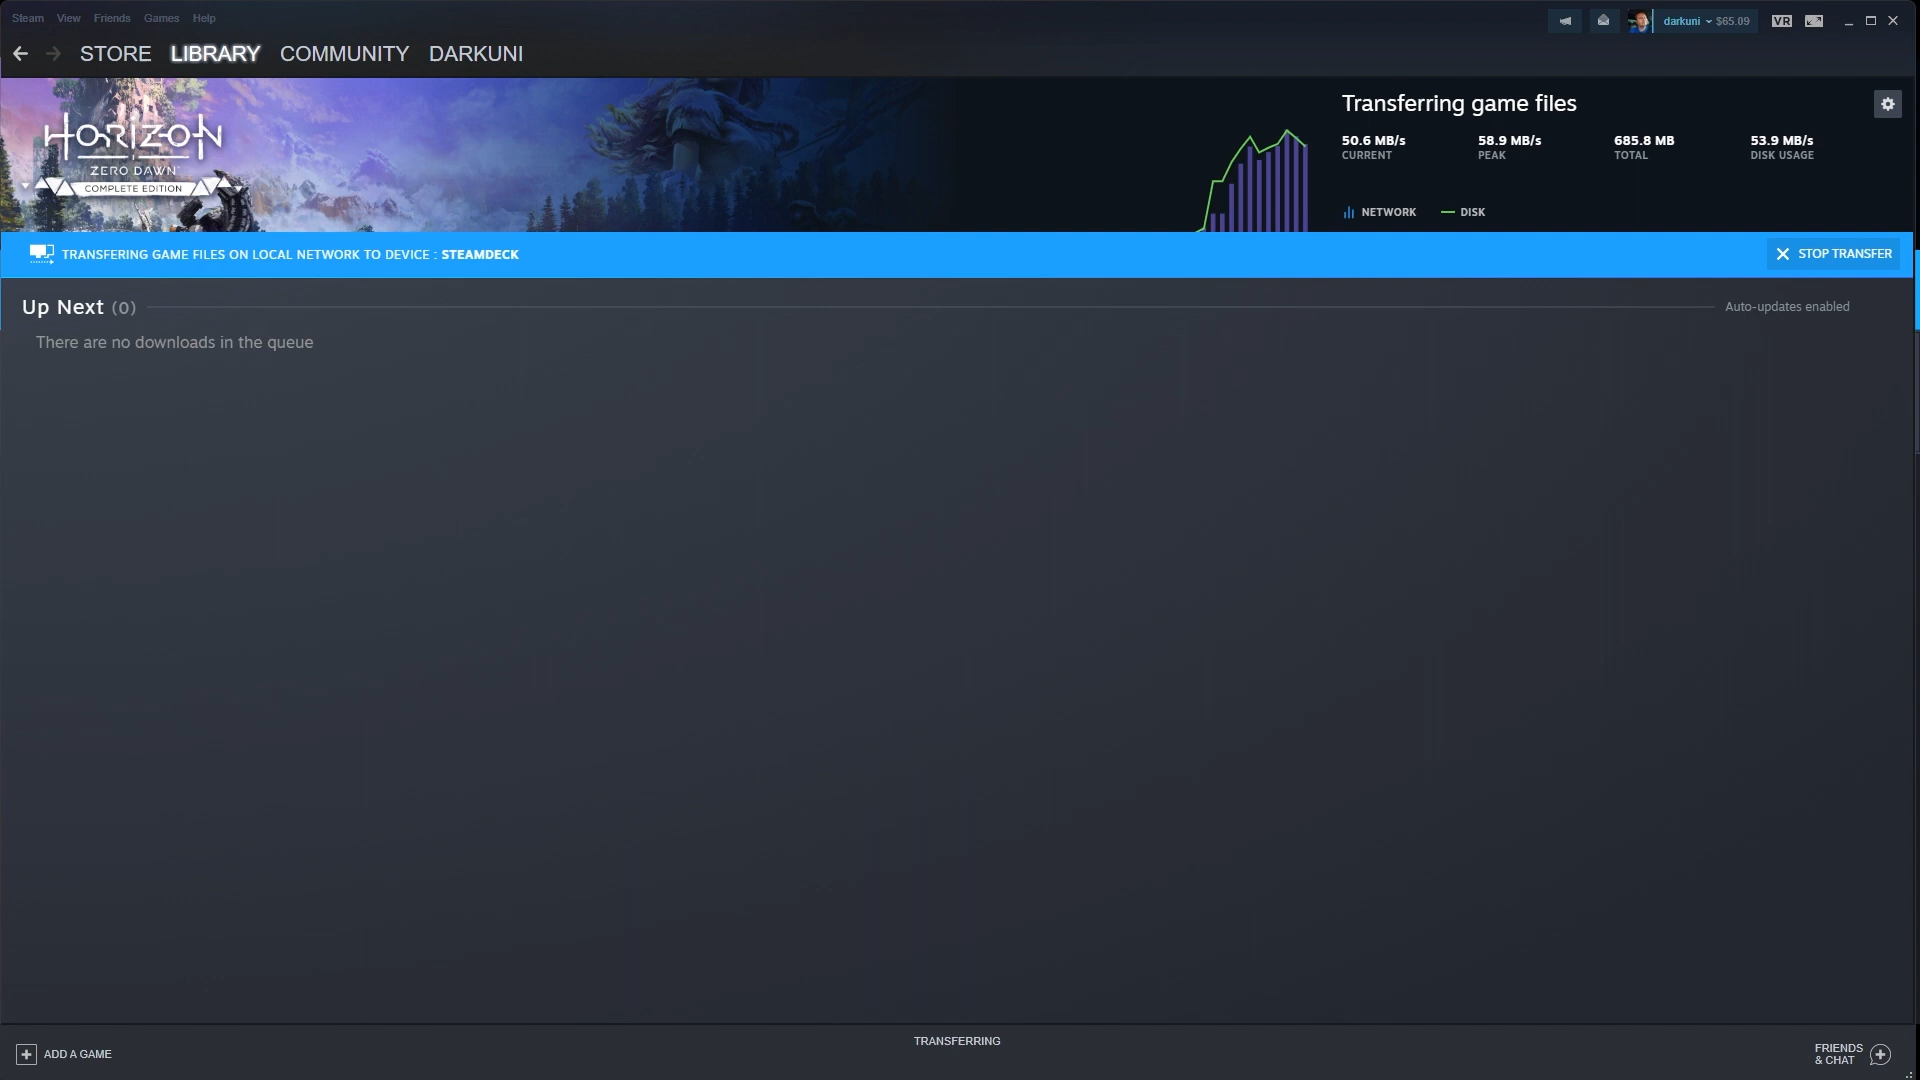 Steam View Friends Games Help
darkuni $65.09 VR
STORE LIBRARY COMMUNITY DARKUNI
HORIZON
ZERO DAWN™
COMPLETE EDITION
Transferring game files
50.6 MB/s 58.9 MB/s 685.8 MB 53.9 MB/s
CURRENT PEAK TOTAL DISK USAGE
NETWORK DISK
TRANSFERING GAME FILES ON LOCAL NETWORK TO DEVICE : STEAMDECK
STOP TRANSFER
Up Next (0)
Auto-updates enabled
There are no downloads in the queue
ADD A GAME
TRANSFERRING
FRIENDS
& CHAT